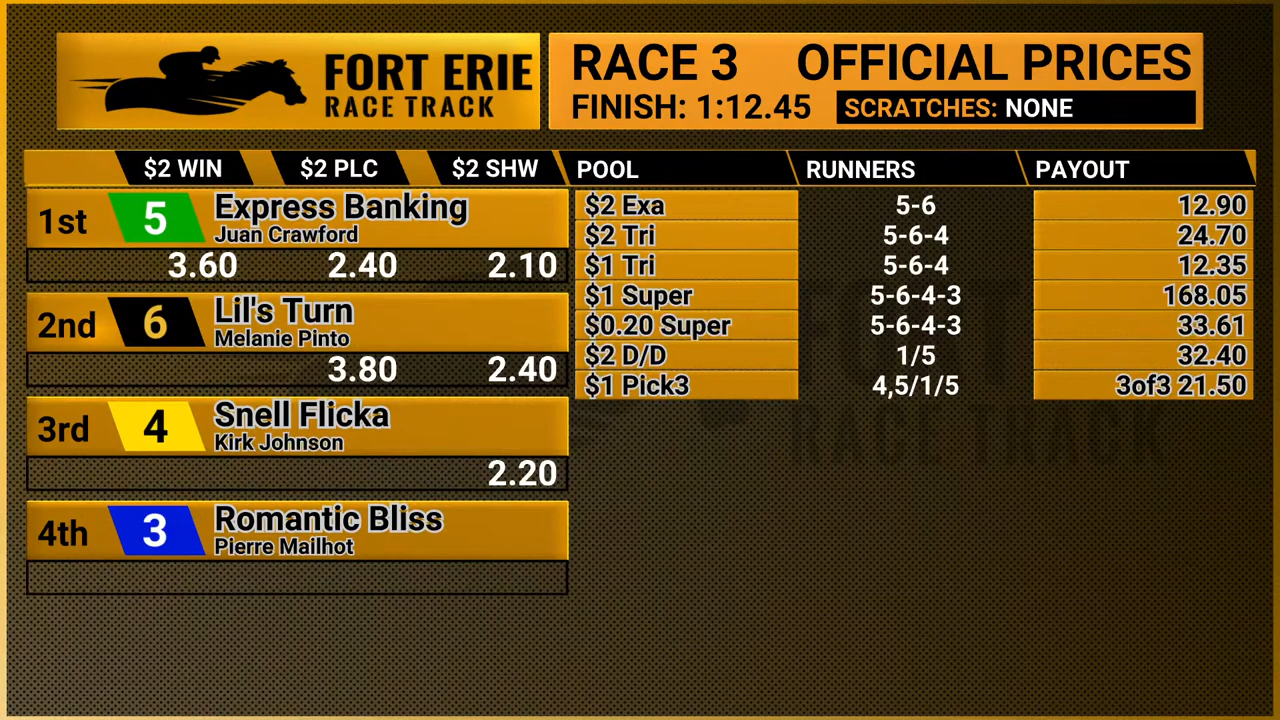 FORT ERIE
RACE TRACK
RACE 3 OFFICIAL PRICES
FINISH: 1:12.45 SCRATCHES: NONE
$2 WIN $2 PLC $2 SHW
1st 5 Express Banking
Juan Crawford
3.60 2.40 2.10
2nd 6 Lil's Turn
Melanie Pinto
3.80 2.40
3rd 4 Snell Flicka
Kirk Johnson
2.20
4th 3 Romantic Bliss
Pierre Mailhot
POOL RUNNERS PAYOUT
$2 Exa 5-6 12.90
$2 Tri 5-6-4 24.70
$1 Tri 5-6-4 12.35
$1 Super 5-6-4-3 168.05
$0.20 Super 5-6-4-3 33.61
$2 D/D 1/5 32.40
$1 Pick3 4,5/1/5 3of3 21.50
RACE TRACK